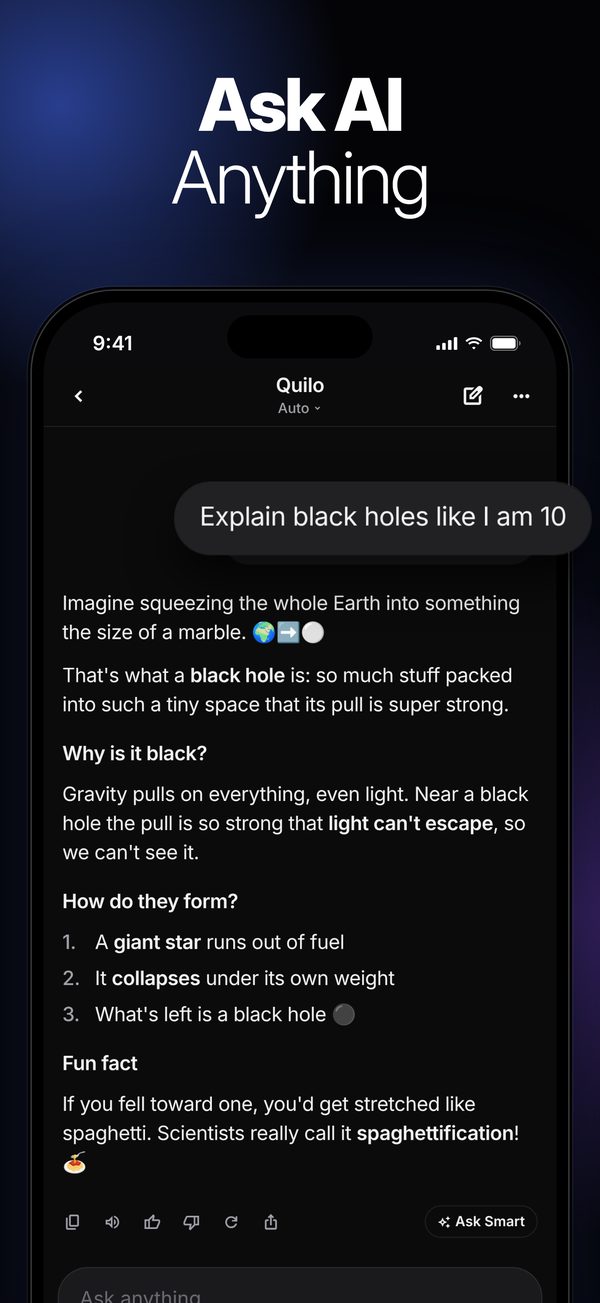 Ask AI
Anything
9:41
Quilo
Auto
Explain black holes like I am 10
Imagine squeezing the whole Earth into something
the size of a marble. 🌍➡️⚪
That's what a black hole is: so much stuff packed
into such a tiny space that its pull is super strong.
Why is it black?
Gravity pulls on everything, even light. Near a black
hole the pull is so strong that light can't escape, so
we can't see it.
How do they form?
1. A giant star runs out of fuel
2. It collapses under its own weight
3. What's left is a black hole ⚫
Fun fact
If you fell toward one, you'd get stretched like
spaghetti. Scientists really call it spaghettification!
🍝
Ask Smart
Ask anything